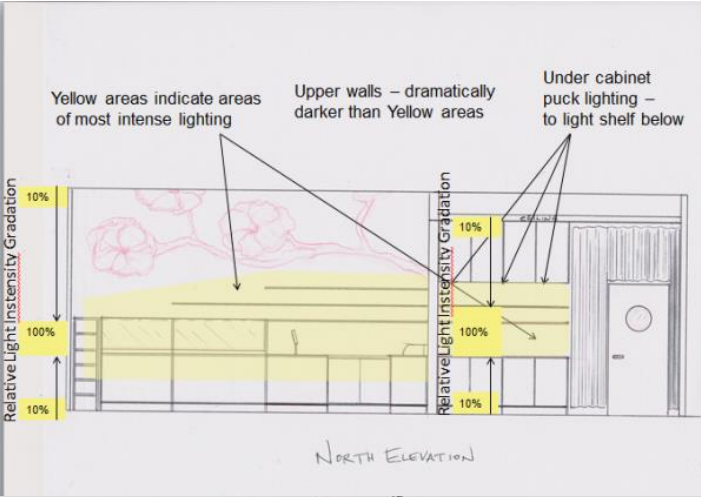 Yellow areas indicate areas
of most intense lighting
Upper walls – dramatically
darker than Yellow areas
Under cabinet
puck lighting –
to light shelf below
Relative Light Instensity Gradation
10%
100%
10%
Relative Light Instensity Gradation
10%
100%
10%
CEILING
NORTH ELEVATION